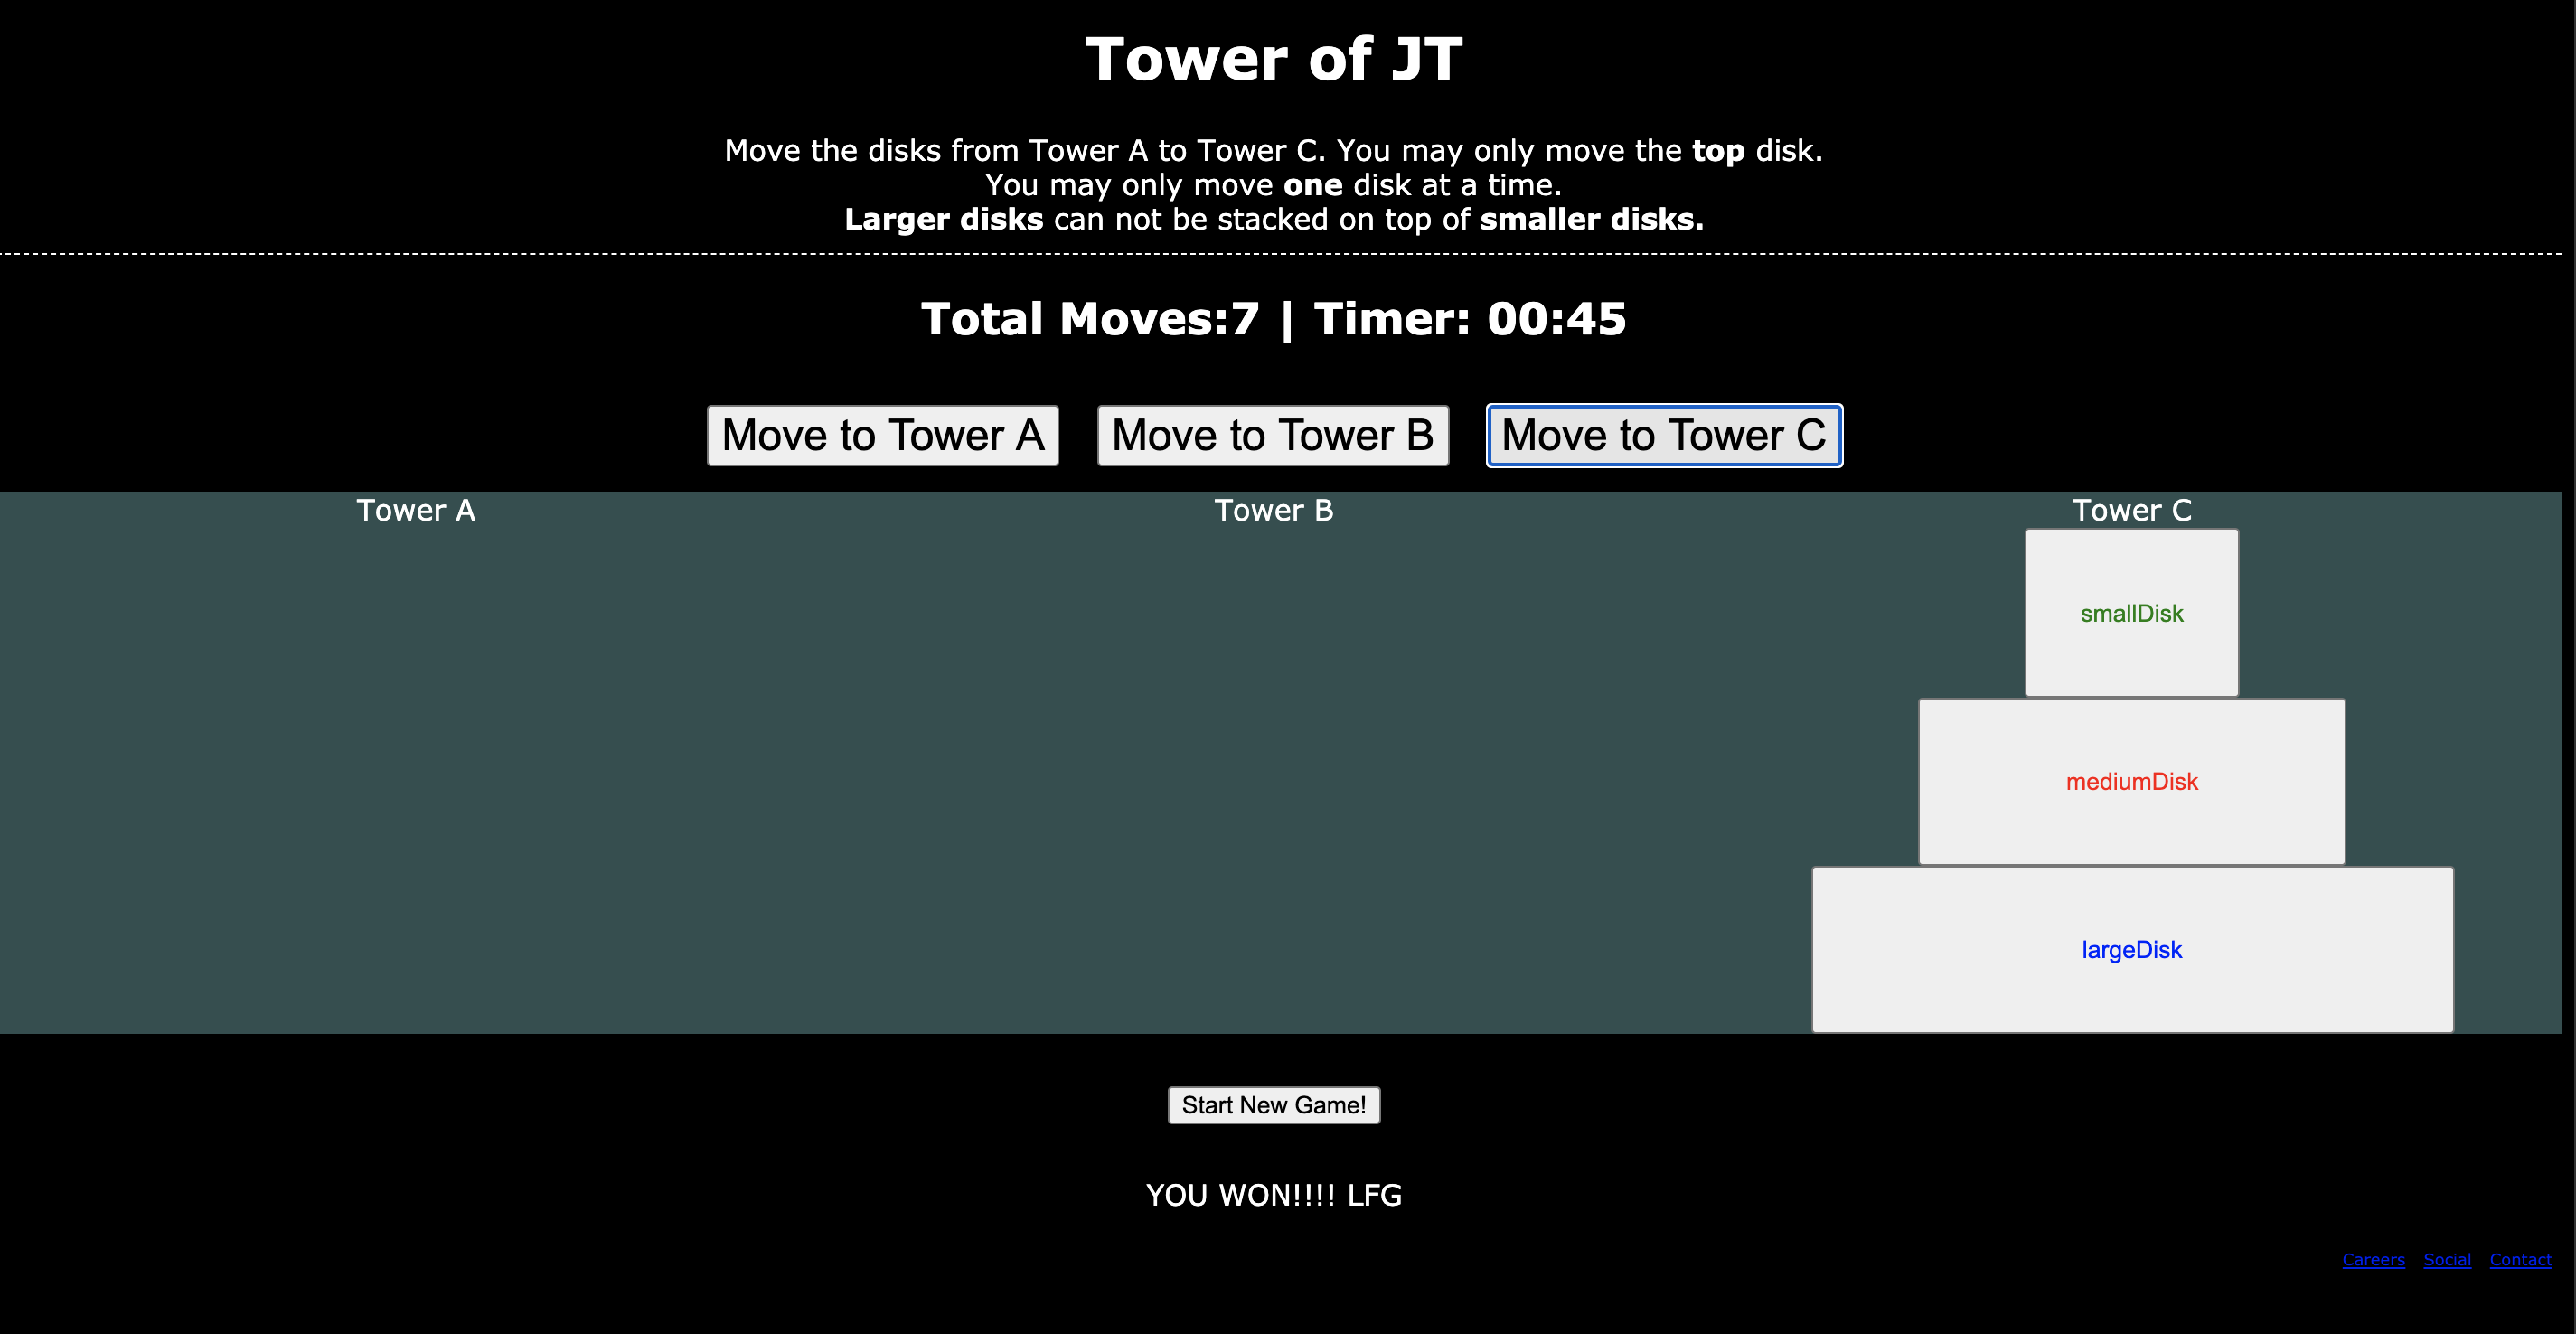 Tower of JT
Move the disks from Tower A to Tower C. You may only move the top disk.
You may only move one disk at a time.
Larger disks can not be stacked on top of smaller disks.
Total Moves:7 | Timer: 00:45
Move to Tower A Move to Tower B Move to Tower C
Tower A Tower B Tower C
smallDisk
mediumDisk
largeDisk
Start New Game!
YOU WON!!!! LFG
Careers Social Contact